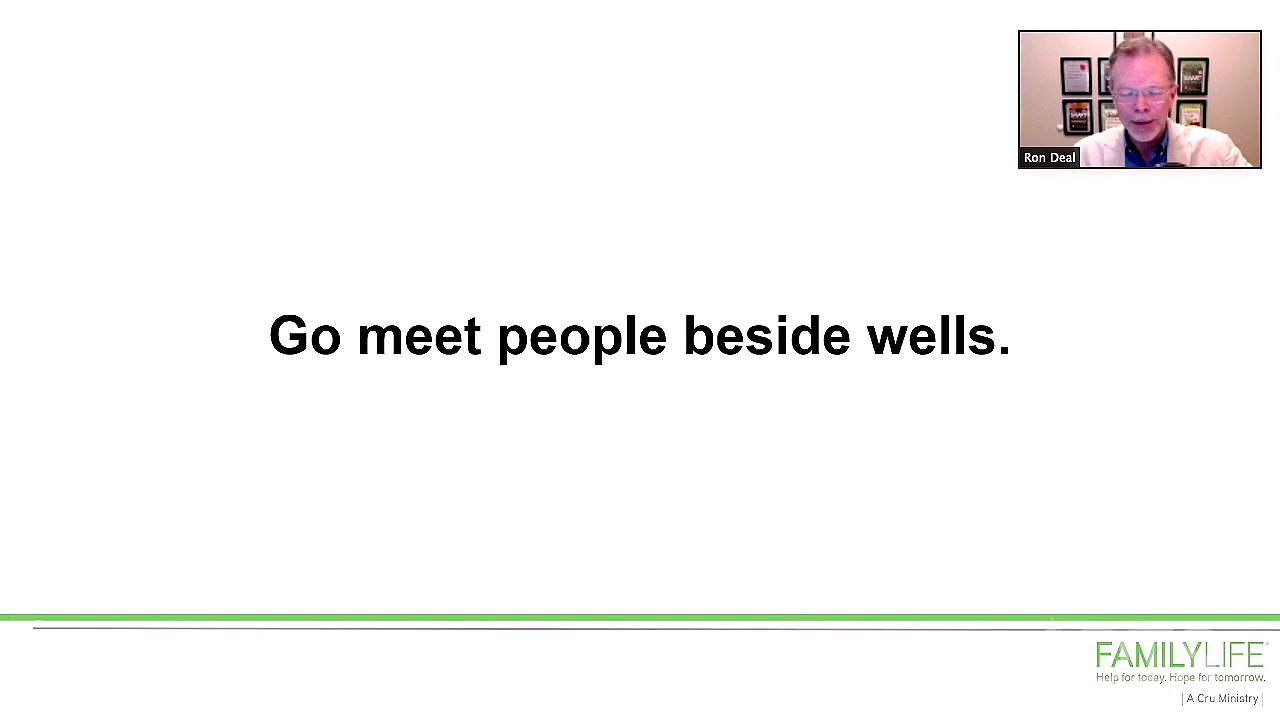 Ron Deal
Go meet people beside wells.
FAMILYLIFE
Help for today. Hope for tomorrow.
| A Cru Ministry |